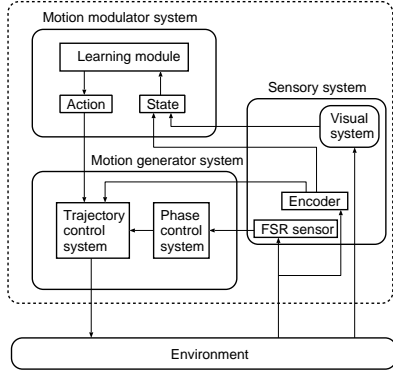 Motion modulator system
Learning module
Action
State
Sensory system
Visual
system
Motion generator system
Encoder
Trajectory
control
system
Phase
control
system
FSR sensor
Environment